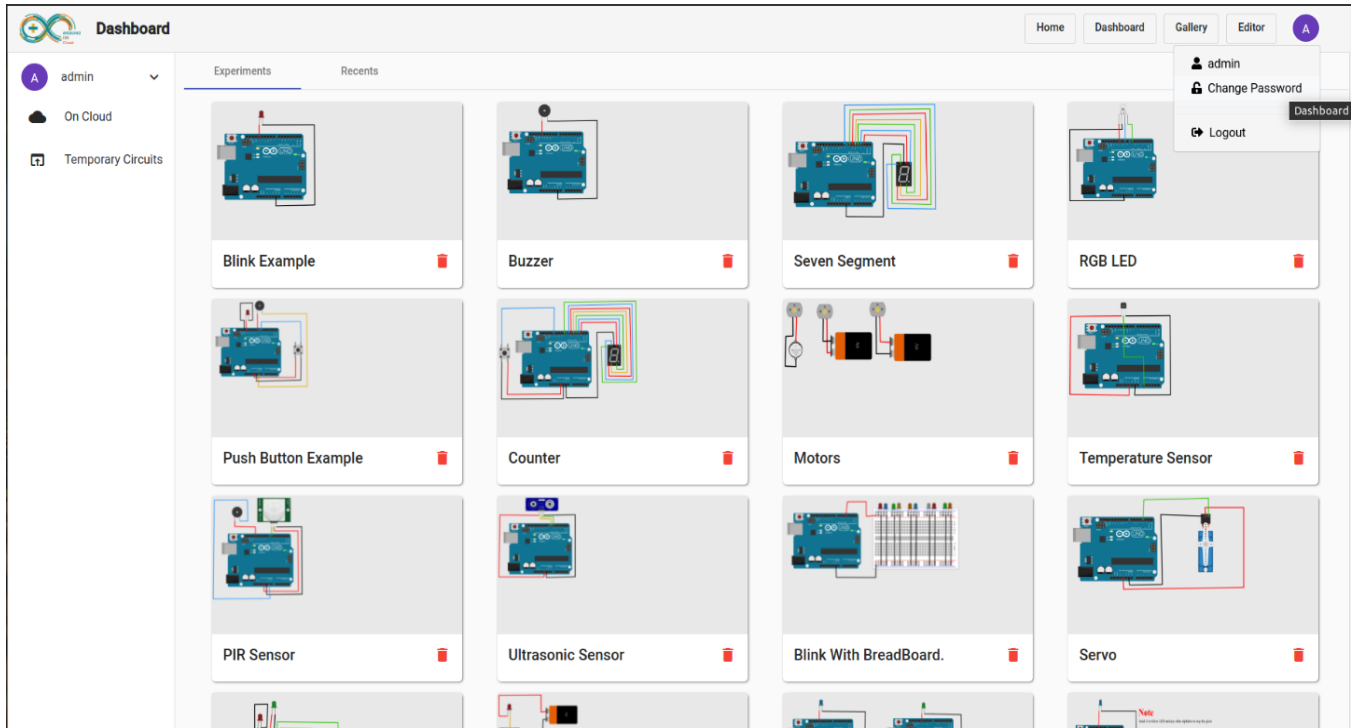 Dashboard
Home
Dashboard
Gallery
Editor
A
A
admin
On Cloud
Temporary Circuits
Experiments
Recents
admin
Change Password
Dashboard
Logout
Blink Example
Buzzer
Seven Segment
RGB LED
Push Button Example
Counter
Motors
Temperature Sensor
PIR Sensor
Ultrasonic Sensor
Blink With BreadBoard.
Servo
Note